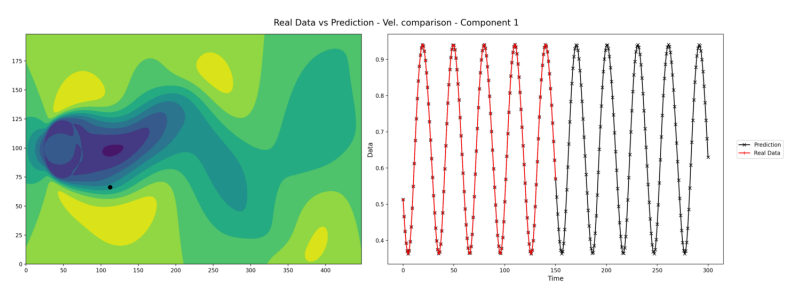 Real Data vs Prediction - Vel. comparison - Component 1
175
150
125
100
75
50
25
0
0 50 100 150 200 250 300 350 400
0.9
0.8
0.7
0.6
0.5
0.4
Data
0 50 100 150 200 250 300
Time
Prediction
Real Data